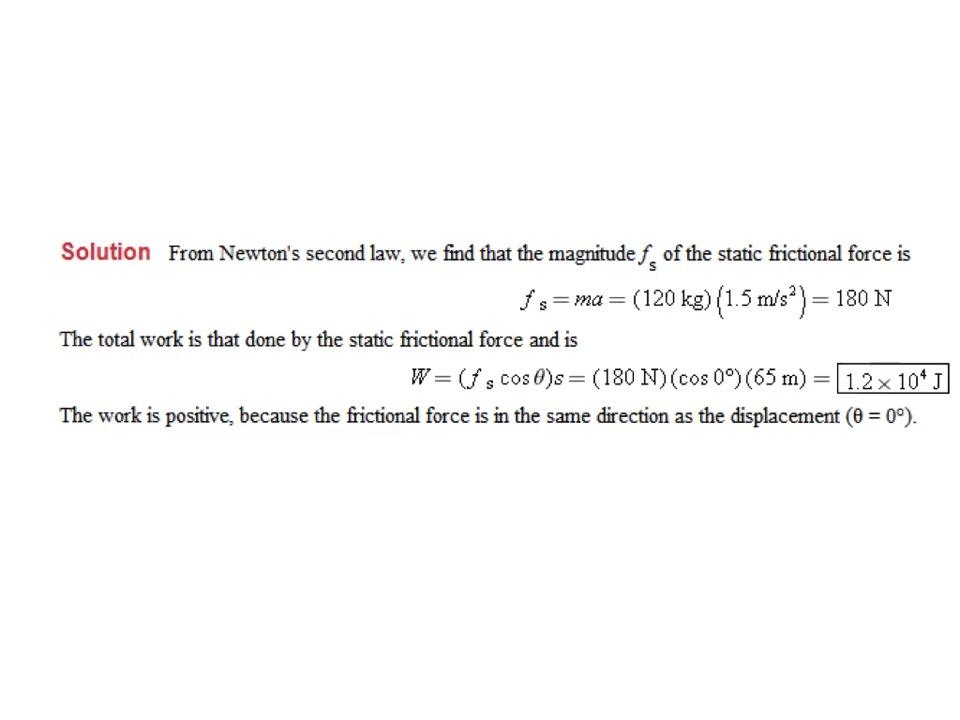 Solution From Newton's second law, we find that the magnitude fₛ of the static frictional force is
fₛ = ma = (120 kg)(1.5 m/s²) = 180 N
The total work is that done by the static frictional force and is
W = (fₛ cos θ)s = (180 N)(cos 0°)(65 m) = 1.2 × 10⁴ J
The work is positive, because the frictional force is in the same direction as the displacement (θ = 0°).